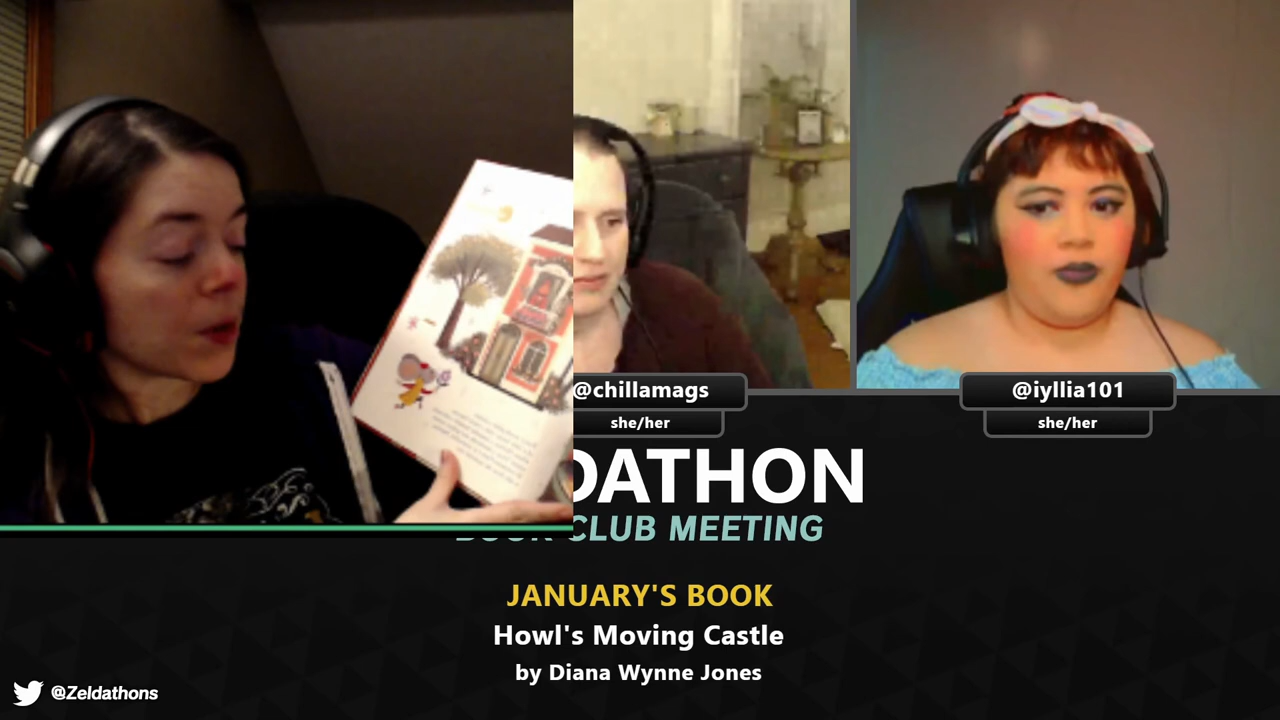 @chillamags
@iyllia101
she/her
she/her
DATHON
BOOK CLUB MEETING
JANUARY'S BOOK
Howl's Moving Castle
by Diana Wynne Jones
@Zeldathons